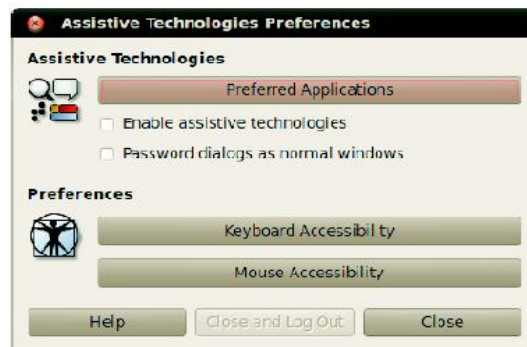 Assistive Technologies Preferences
Assistive Technologies
Preferred Applications
Enable assistive technologies
Password dialogs as normal windows
Preferences
Keyboard Accessibility
Mouse Accessibility
Help
Close and Log Out
Close